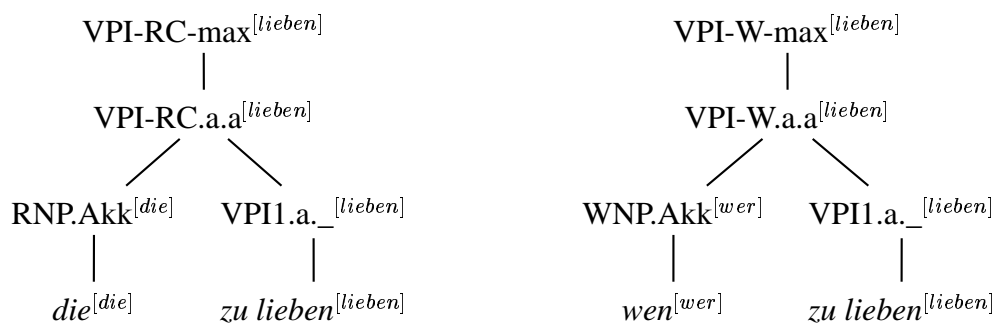 VPI-RC-max[lieben] VPI-W-max[lieben]
VPI-RC.a.a[lieben] VPI-W.a.a[lieben]
RNP.Akk[die] VPI1.a._[lieben] WNP.Akk[wer] VPI1.a._[lieben]
die[die] zu lieben[lieben] wen[wer] zu lieben[lieben]